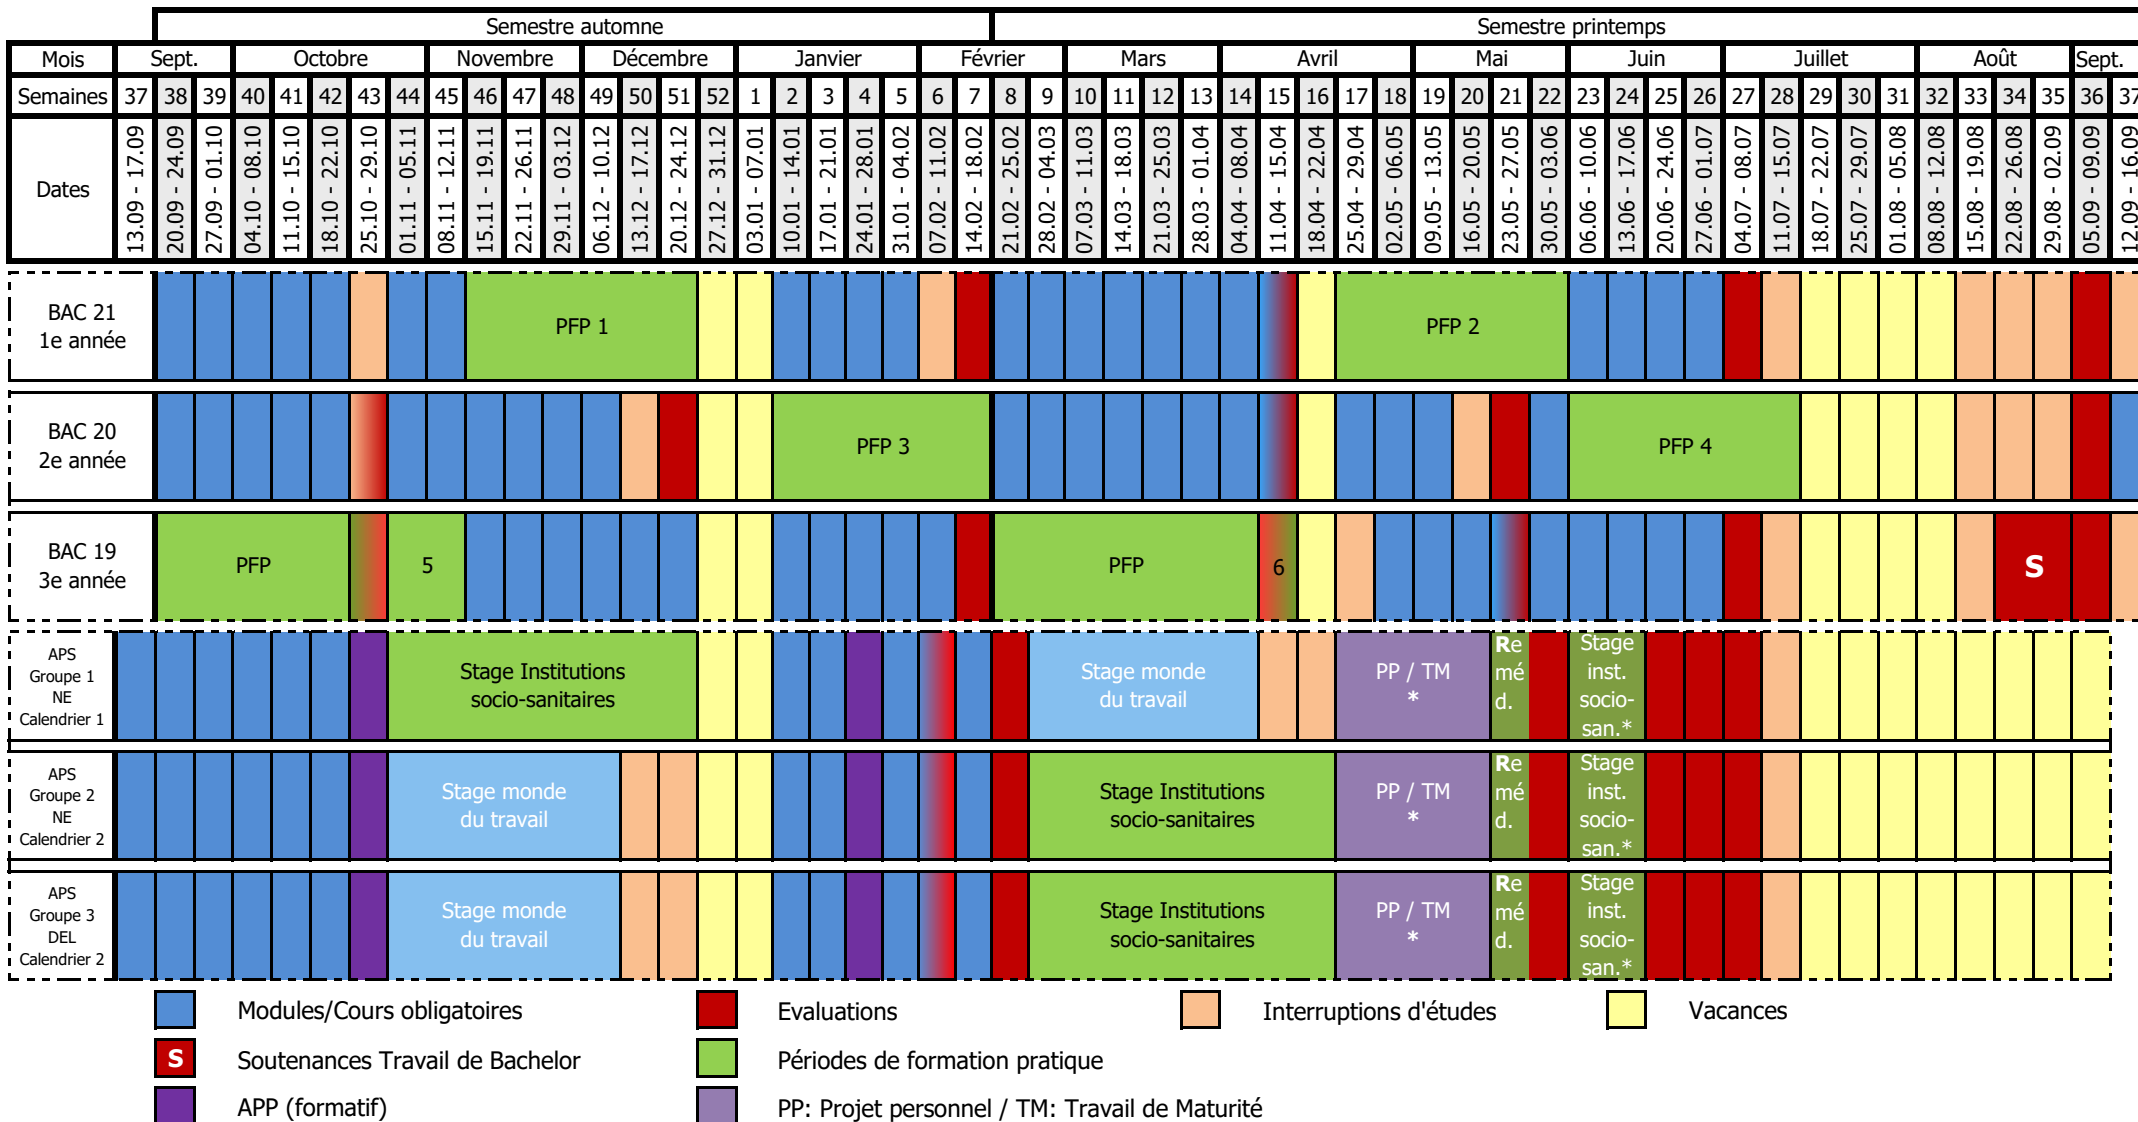 Semestre automne Semestre printemps
Mois Sept. Octobre Novembre Décembre Janvier Février Mars Avril Mai Juin Juillet Août Sept.
Semaines 37 38 39 40 41 42 43 44 45 46 47 48 49 50 51 52 1 2 3 4 5 6 7 8 9 10 11 12 13 14 15 16 17 18 19 20 21 22 23 24 25 26 27 28 29 30 31 32 33 34 35 36 37
Dates
13.09 - 17.09
20.09 - 24.09
27.09 - 01.10
04.10 - 08.10
11.10 - 15.10
18.10 - 22.10
25.10 - 29.10
01.11 - 05.11
08.11 - 12.11
15.11 - 19.11
22.11 - 26.11
29.11 - 03.12
06.12 - 10.12
13.12 - 17.12
20.12 - 24.12
27.12 - 31.12
03.01 - 07.01
10.01 - 14.01
17.01 - 21.01
24.01 - 28.01
31.01 - 04.02
07.02 - 11.02
14.02 - 18.02
21.02 - 25.02
28.02 - 04.03
07.03 - 11.03
14.03 - 18.03
21.03 - 25.03
28.03 - 01.04
04.04 - 08.04
11.04 - 15.04
18.04 - 22.04
25.04 - 29.04
02.05 - 06.05
09.05 - 13.05
16.05 - 20.05
23.05 - 27.05
30.05 - 03.06
06.06 - 10.06
13.06 - 17.06
20.06 - 24.06
27.06 - 01.07
04.07 - 08.07
11.07 - 15.07
18.07 - 22.07
25.07 - 29.07
01.08 - 05.08
08.08 - 12.08
15.08 - 19.08
22.08 - 26.08
29.08 - 02.09
05.09 - 09.09
12.09 - 16.09
BAC 21
1e année
PFP 1
PFP 2
BAC 20
2e année
PFP 3
PFP 4
BAC 19
3e année
PFP
5
PFP
6
S
APS
Groupe 1
NE
Calendrier 1
Stage Institutions
socio-sanitaires
Stage monde
du travail
PP / TM
*
Re
mé
d.
Stage
inst.
socio-
san.*
APS
Groupe 2
NE
Calendrier 2
Stage monde
du travail
Stage Institutions
socio-sanitaires
PP / TM
*
Re
mé
d.
Stage
inst.
socio-
san.*
APS
Groupe 3
DEL
Calendrier 2
Stage monde
du travail
Stage Institutions
socio-sanitaires
PP / TM
*
Re
mé
d.
Stage
inst.
socio-
san.*
Modules/Cours obligatoires
Evaluations
Interruptions d'études
Vacances
S Soutenances Travail de Bachelor
Périodes de formation pratique
APP (formatif)
PP: Projet personnel / TM: Travail de Maturité